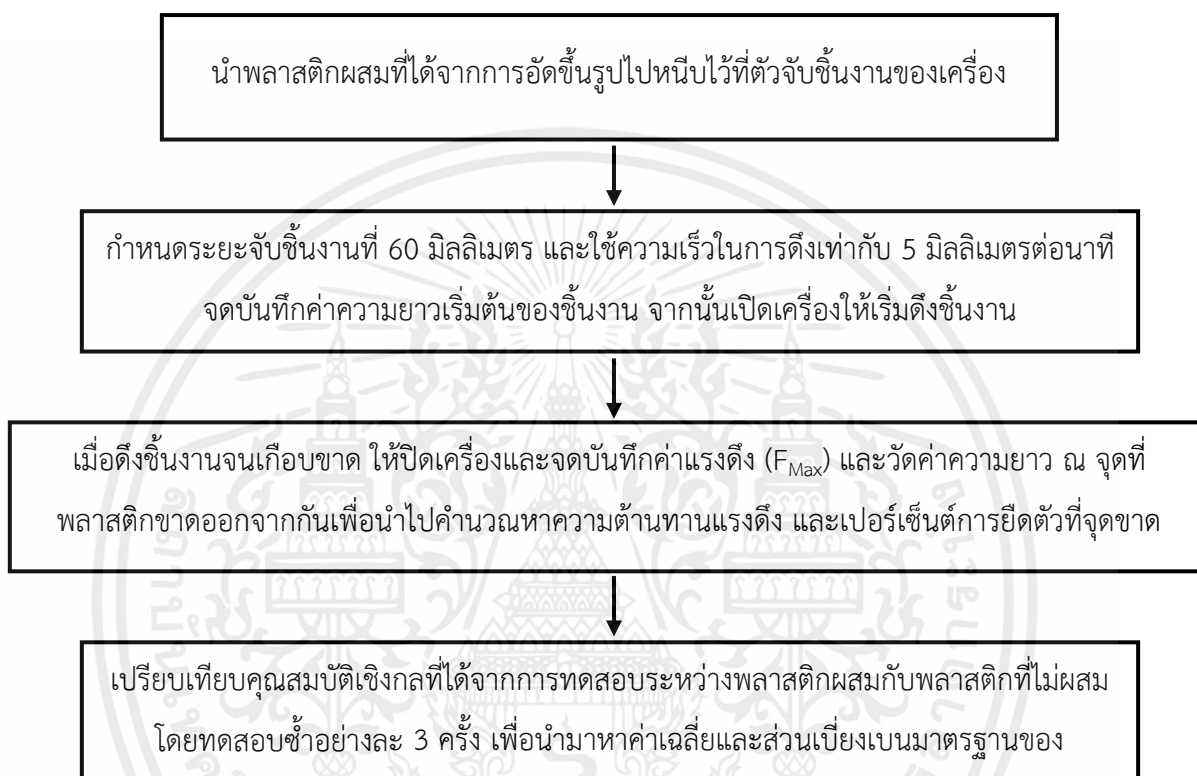 นำพลาสติกผสมที่ได้จากการอัดขึ้นรูปไปหนีบไว้ที่ตัวจับชิ้นงานของเครื่อง
กำหนดระยะจับชิ้นงานที่ 60 มิลลิเมตร และใช้ความเร็วในการดึงเท่ากับ 5 มิลลิเมตรต่อนาที
จดบันทึกค่าความยาวเริ่มต้นของชิ้นงาน จากนั้นเปิดเครื่องให้เริ่มดึงชิ้นงาน
เมื่อดึงชิ้นงานจนเกือบขาด ให้ปิดเครื่องและจดบันทึกค่าแรงดึง (F_Max) และวัดค่าความยาว ณ จุดที่
พลาสติกขาดออกจากกันเพื่อนำไปคำนวณหาความต้านทานแรงดึง และเปอร์เซ็นต์การยืดตัวที่จุดขาด
เปรียบเทียบคุณสมบัติเชิงกลที่ได้จากการทดสอบระหว่างพลาสติกผสมกับพลาสติกที่ไม่ผสม
โดยทดสอบซ้ำอย่างละ 3 ครั้ง เพื่อนำมาหาค่าเฉลี่ยและส่วนเบี่ยงเบนมาตรฐานของ